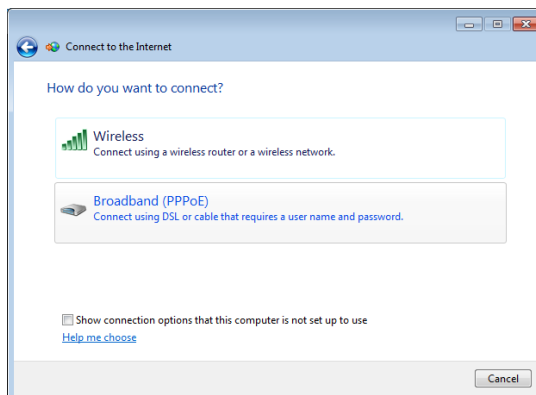 Connect to the Internet
How do you want to connect?
Wireless
Connect using a wireless router or a wireless network.
Broadband (PPPoE)
Connect using DSL or cable that requires a user name and password.
Show connection options that this computer is not set up to use
Help me choose
Cancel